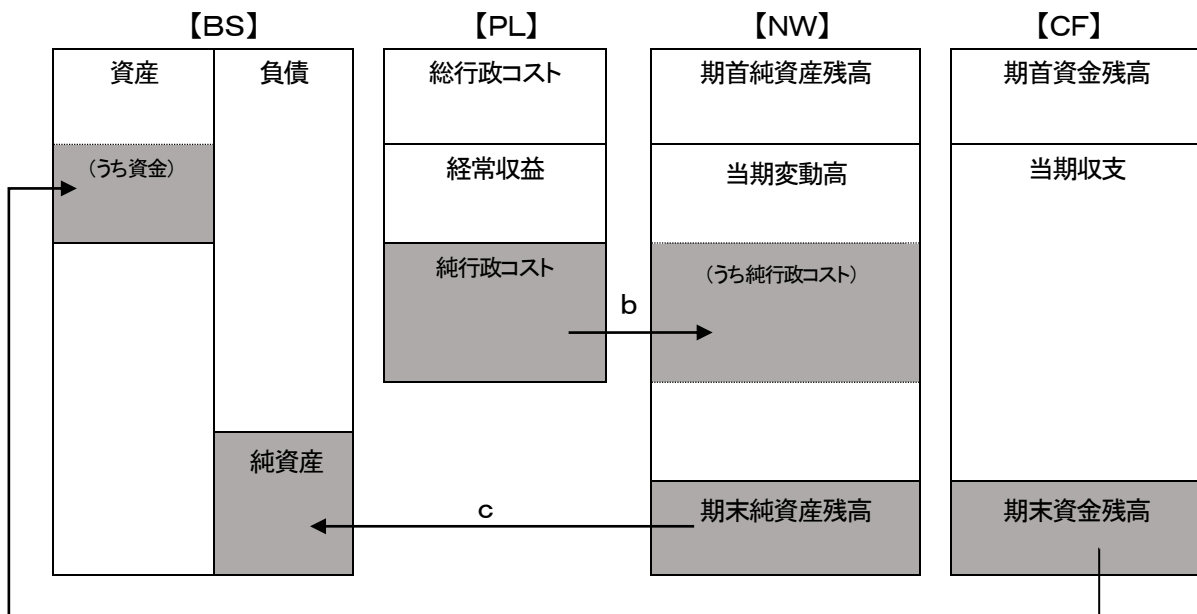 【BS】
資産
負債
(うち資金)
純資産
【PL】
総行政コスト
経常収益
純行政コスト
b
【NW】
期首純資産残高
当期変動高
(うち純行政コスト)
期末純資産残高
c
【CF】
期首資金残高
当期収支
期末資金残高